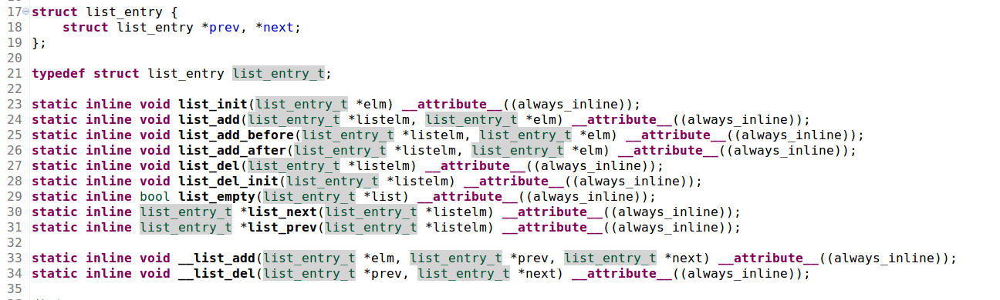 17 struct list_entry {
18     struct list_entry *prev, *next;
19 };
20
21 typedef struct list_entry list_entry_t;
22
23 static inline void list_init(list_entry_t *elm) __attribute__((always_inline));
24 static inline void list_add(list_entry_t *listelm, list_entry_t *elm) __attribute__((always_inline));
25 static inline void list_add_before(list_entry_t *listelm, list_entry_t *elm) __attribute__((always_inline));
26 static inline void list_add_after(list_entry_t *listelm, list_entry_t *elm) __attribute__((always_inline));
27 static inline void list_del(list_entry_t *listelm) __attribute__((always_inline));
28 static inline void list_del_init(list_entry_t *listelm) __attribute__((always_inline));
29 static inline bool list_empty(list_entry_t *list) __attribute__((always_inline));
30 static inline list_entry_t *list_next(list_entry_t *listelm) __attribute__((always_inline));
31 static inline list_entry_t *list_prev(list_entry_t *listelm) __attribute__((always_inline));
32
33 static inline void __list_add(list_entry_t *elm, list_entry_t *prev, list_entry_t *next) __attribute__((always_inline));
34 static inline void __list_del(list_entry_t *prev, list_entry_t *next) __attribute__((always_inline));
35